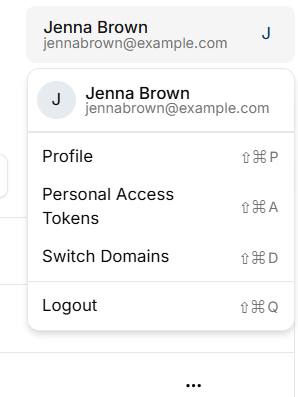 Jenna Brown
jennabrown@example.com
J
J
Jenna Brown
jennabrown@example.com
Profile ⇧⌘P
Personal Access
Tokens ⇧⌘A
Switch Domains ⇧⌘D
Logout ⇧⌘Q
...